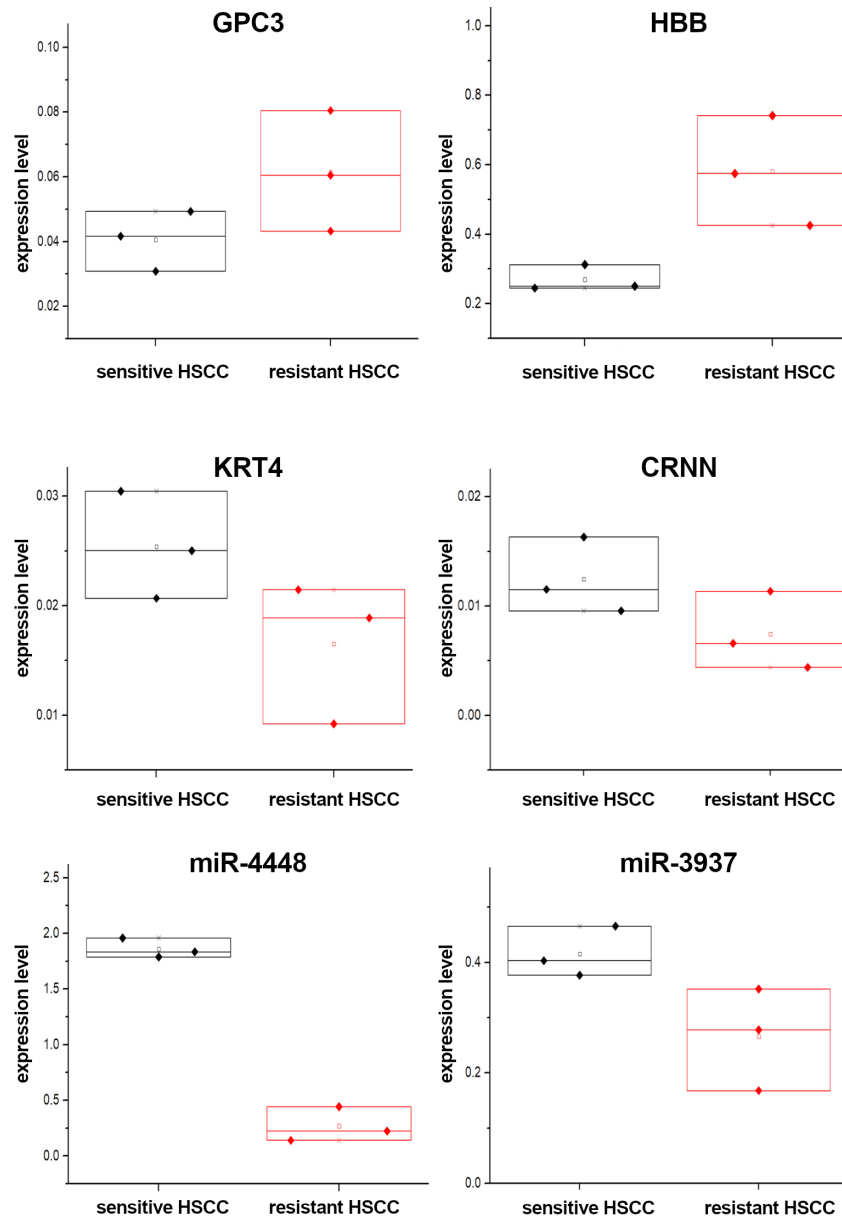 GPC3
HBB
expression level
0.10
0.08
0.06
0.04
0.02
expression level
1.0
0.8
0.6
0.4
0.2
sensitive HSCC
resistant HSCC
sensitive HSCC
resistant HSCC
KRT4
CRNN
expression level
0.03
0.02
0.01
expression level
0.02
0.01
0.00
sensitive HSCC
resistant HSCC
sensitive HSCC
resistant HSCC
miR-4448
miR-3937
expression level
2.5
2.0
1.5
1.0
0.5
0.0
expression level
0.4
0.2
0.0
sensitive HSCC
resistant HSCC
sensitive HSCC
resistant HSCC